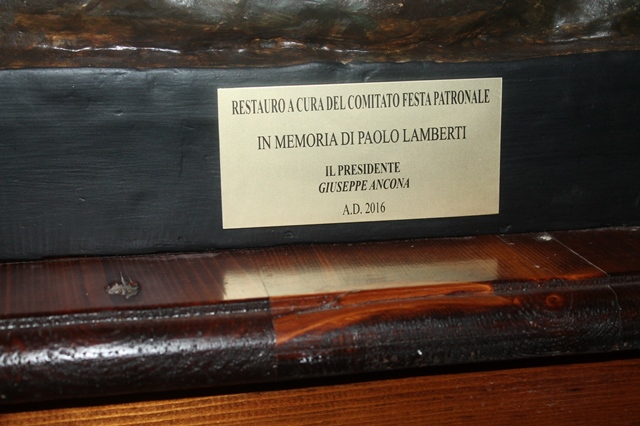 RESTAURO A CURA DEL COMITATO FESTA PATRONALE
IN MEMORIA DI PAOLO LAMBERTI
IL PRESIDENTE
GIUSEPPE ANCONA
A.D. 2016